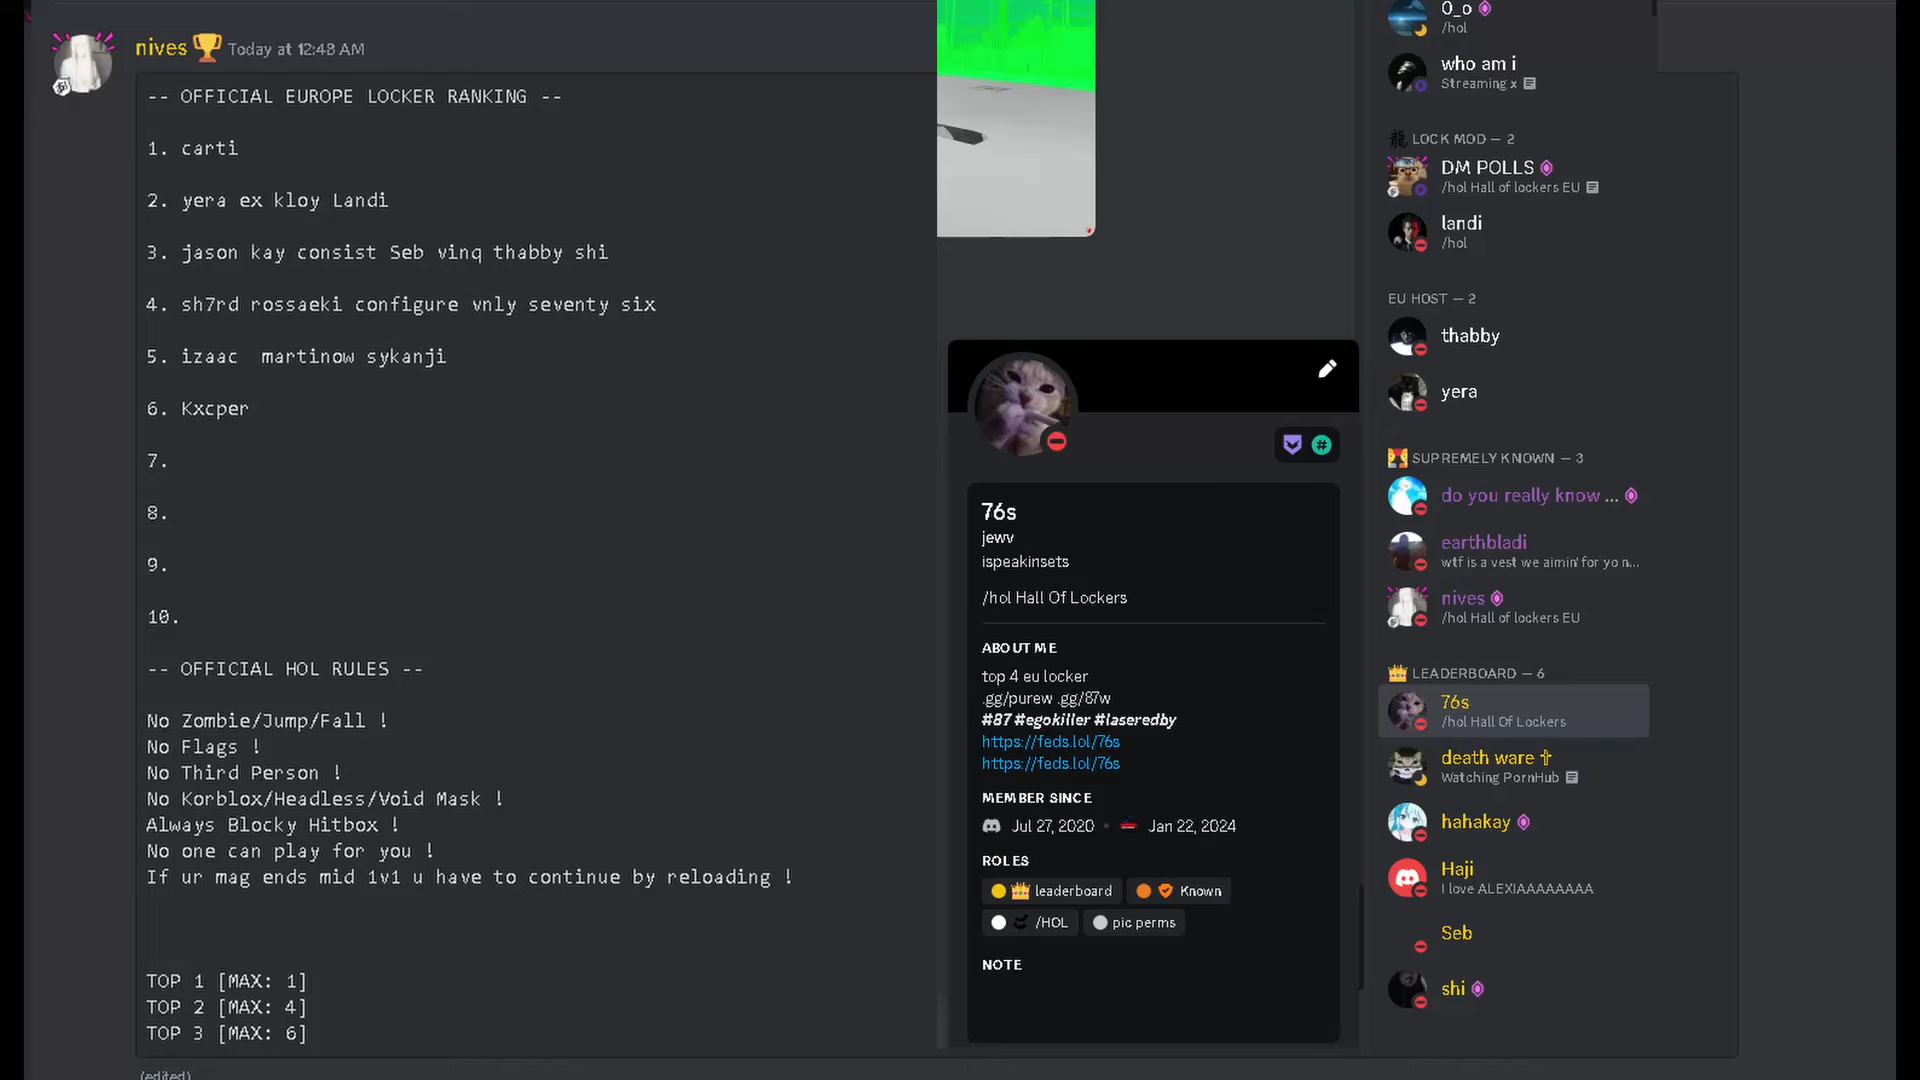 nives Today at 12:48 AM
-- OFFICIAL EUROPE LOCKER RANKING --
1. carti
2. yera ex kloy Landi
3. jason kay consist Seb vinq thabby shi
4. sh7rd rossaeki configure vnly seventy six
5. izaac martinow sykanji
6. Kxcper
7.
8.
9.
10.
-- OFFICIAL HOL RULES --
No Zombie/Jump/Fall !
No Flags !
No Third Person !
No Korblox/Headless/Void Mask !
Always Blocky Hitbox !
No one can play for you !
If ur mag ends mid 1v1 u have to continue by reloading !
TOP 1 [MAX: 1]
TOP 2 [MAX: 4]
TOP 3 [MAX: 6]
(edited)
76s
jewv
ispeakinsets
/hol Hall Of Lockers
ABOUT ME
top 4 eu locker
.gg/purew .gg/87w
#87 #egokiller #laseredby
https://feds.lol/76s
https://feds.lol/76s
MEMBER SINCE
Jul 27, 2020 • Jan 22, 2024
ROLES
leaderboard Known
/HOL pic perms
NOTE
O_o
/hol
who am i
Streaming x
龍 LOCK MOD — 2
DM POLLS
/hol Hall of lockers EU
landi
/hol
EU HOST — 2
thabby
yera
SUPREMELY KNOWN — 3
do you really know ...
earthbladi
wtf is a vest we aimin' for yo n...
nives
/hol Hall of lockers EU
LEADERBOARD — 6
76s
/hol Hall Of Lockers
death ware ✞
Watching PornHub
hahakay
Haji
I love ALEXIAAAAAAAA
Seb
shi